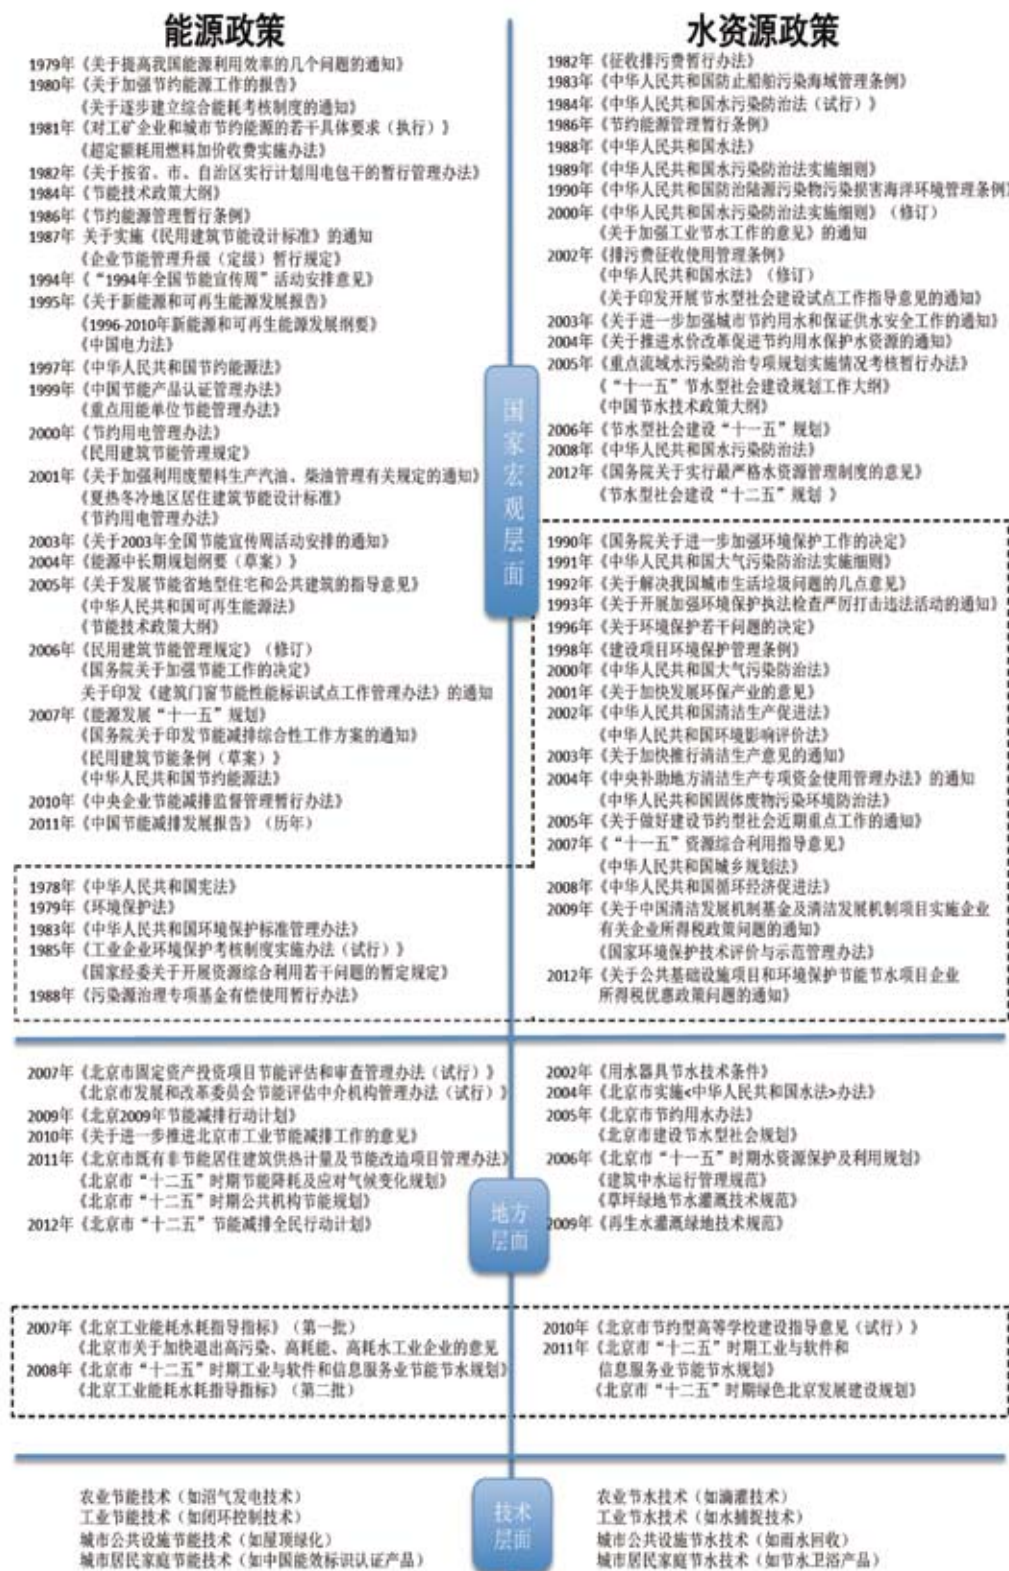 能源政策
1979年《关于提高我国能源利用效率的几个问题的通知》
1980年《关于加强节约能源工作的报告》
《关于逐步建立综合能耗考核制度的通知》
1981年《对工矿企业和城市节约能源的若干具体要求（执行）》
《超定额耗用燃料加价收费实施办法》
1982年《关于按省、市、自治区实行计划用电包干的暂行管理办法》
1984年《节能技术政策大纲》
1986年《节约能源管理暂行条例》
1987年 关于实施《民用建筑节能设计标准》的通知
《企业节能管理升级（定级）暂行规定》
1994年《“1994年全国节能宣传周”活动安排意见》
1995年《关于新能源和可再生能源发展报告》
《1996-2010年新能源和可再生能源发展纲要》
《中国电力法》
1997年《中华人民共和国节约能源法》
1999年《中国节能产品认证管理办法》
《重点用能单位节能管理办法》
2000年《节约用电管理办法》
《民用建筑节能管理规定》
2001年《关于加强利用废塑料生产汽油、柴油管理有关规定的通知》
《夏热冬冷地区居住建筑节能设计标准》
《节约用电管理办法》
2003年《关于2003年全国节能宣传周活动安排的通知》
2004年《能源中长期规划纲要（草案）》
2005年《关于发展节能省地型住宅和公共建筑的指导意见》
《中华人民共和国可再生能源法》
《节能技术政策大纲》
2006年《民用建筑节能管理规定》（修订）
《国务院关于加强节能工作的决定》
关于印发《建筑门窗节能性能标识试点工作管理办法》的通知
2007年《能源发展“十一五”规划》
《国务院关于印发节能减排综合性工作方案的通知》
《民用建筑节能条例（草案）》
《中华人民共和国节约能源法》
2010年《中央企业节能减排监督管理暂行办法》
2011年《中国节能减排发展报告》（历年）
1978年《中华人民共和国宪法》
1979年《环境保护法》
1983年《中华人民共和国环境保护标准管理办法》
1985年《工业企业环境保护考核制度实施办法（试行）》
《国家经委关于开展资源综合利用若干问题的暂定规定》
1988年《污染源治理专项基金有偿使用暂行办法》
水资源政策
1982年《征收排污费暂行办法》
1983年《中华人民共和国防止船舶污染海域管理条例》
1984年《中华人民共和国水污染防治法（试行）》
1986年《节约能源管理暂行条例》
1988年《中华人民共和国水法》
1989年《中华人民共和国水污染防治法实施细则》
1990年《中华人民共和国防治陆源污染物污染损害海洋环境管理条例》
2000年《中华人民共和国水污染防治法实施细则》（修订）
《关于加强工业节水工作的意见》的通知
2002年《排污费征收使用管理条例》
《中华人民共和国水法》（修订）
《关于印发开展节水型社会建设试点工作指导意见的通知》
2003年《关于进一步加强城市节约用水和保证供水安全工作的通知》
2004年《关于推进水价改革促进节约用水保护水资源的通知》
2005年《重点流域水污染防治专项规划实施情况考核暂行办法》
《“十一五”节水型社会建设规划工作大纲》
《中国节水技术政策大纲》
2006年《节水型社会建设“十一五”规划》
2008年《中华人民共和国水污染防治法》
2012年《国务院关于实行最严格水资源管理制度的意见》
《节水型社会建设“十二五”规划 》
1990年《国务院关于进一步加强环境保护工作的决定》
1991年《中华人民共和国大气污染防治法实施细则》
1992年《关于解决我国城市生活垃圾问题的几点意见》
1993年《关于开展加强环境保护执法检查严厉打击违法活动的通知》
1996年《关于环境保护若干问题的决定》
1998年《建设项目环境保护管理条例》
2000年《中华人民共和国大气污染防治法》
2001年《关于加快发展环保产业的意见》
2002年《中华人民共和国清洁生产促进法》
《中华人民共和国环境影响评价法》
2003年《关于加快推行清洁生产意见的通知》
2004年《中央补助地方清洁生产专项资金使用管理办法》的通知
《中华人民共和国固体废物污染环境防治法》
2005年《关于做好建设节约型社会近期重点工作的通知》
2007年《“十一五”资源综合利用指导意见》
《中华人民共和国城乡规划法》
2008年《中华人民共和国循环经济促进法》
2009年《关于中国清洁发展机制基金及清洁发展机制项目实施企业
有关企业所得税政策问题的通知》
《国家环境保护技术评价与示范管理办法》
2012年《关于公共基础设施项目和环境保护节能节水项目企业
所得税优惠政策问题的通知》
国家宏观层面
2007年《北京市固定资产投资项目节能评估和审查管理办法（试行）》
《北京市发展和改革委员会节能评估中介机构管理办法（试行）》
2009年《北京2009年节能减排行动计划》
2010年《关于进一步推进北京市工业节能减排工作的意见》
2011年《北京市既有非节能居住建筑供热计量及节能改造项目管理办法》
《北京市“十二五”时期节能降耗及应对气候变化规划》
《北京市“十二五”时期公共机构节能规划》
2012年《北京市“十二五”节能减排全民行动计划》
2002年《用水器具节水技术条件》
2004年《北京市实施<中华人民共和国水法>办法》
2005年《北京市节约用水办法》
《北京市建设节水型社会规划》
2006年《北京市“十一五”时期水资源保护及利用规划》
《建筑中水运行管理规范》
《草坪绿地节水灌溉技术规范》
2009年《再生水灌溉绿地技术规范》
地方
层面
2007年《北京工业能耗水耗指导指标》（第一批）
《北京市关于加快退出高污染、高耗能、高耗水工业企业的意见
2008年《北京市“十二五”时期工业与软件和信息服务业节能节水规划》
《北京工业能耗水耗指导指标》（第二批）
2010年《北京市节约型高等学校建设指导意见（试行）》
2011年《北京市“十二五”时期工业与软件和
信息服务业节能节水规划》
《北京市“十二五”时期绿色北京发展建设规划》
农业节能技术（如沼气发电技术）
工业节能技术（如闭环控制技术）
城市公共设施节能技术（如屋顶绿化）
城市居民家庭节能技术（如中国能效标识认证产品）
技术
层面
农业节水技术（如滴灌技术）
工业节水技术（如水捕捉技术）
城市公共设施节水技术（如雨水回收）
城市居民家庭节水技术（如节水卫浴产品）